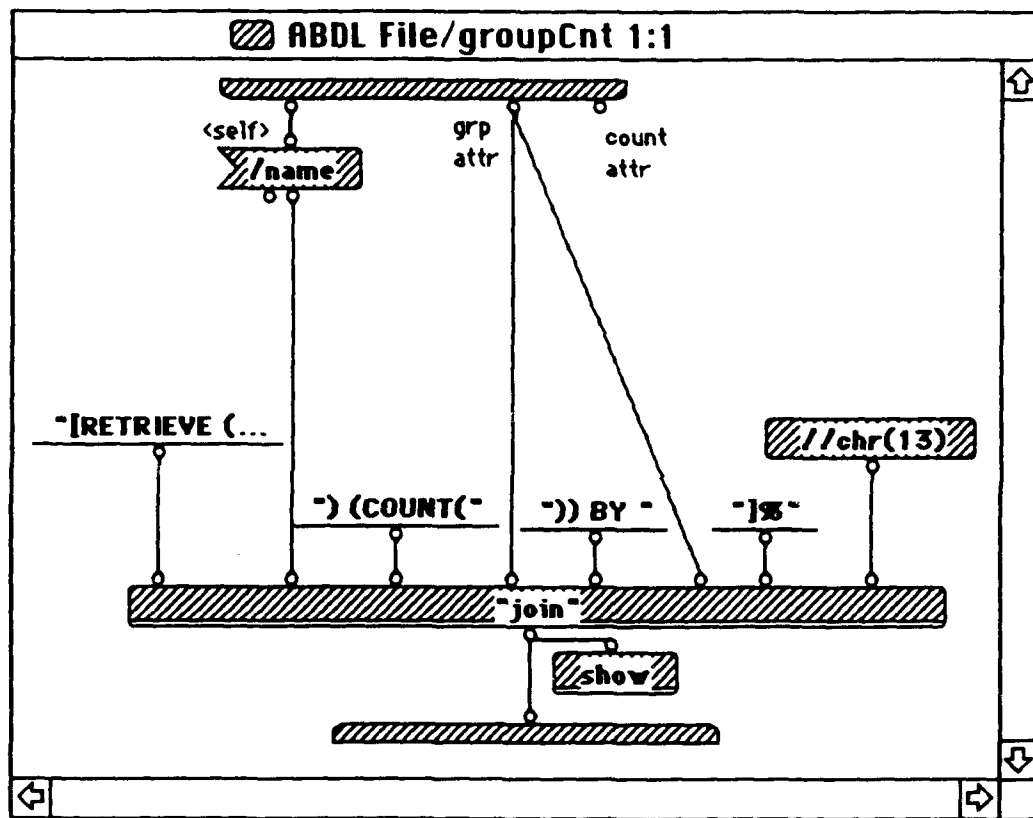 ABDL File/groupCnt 1:1
<self>
grp
attr
count
attr
/name
"[RETRIEVE (...
//chr(13)
") (COUNT("
")) BY "
"]%"
"join"
show